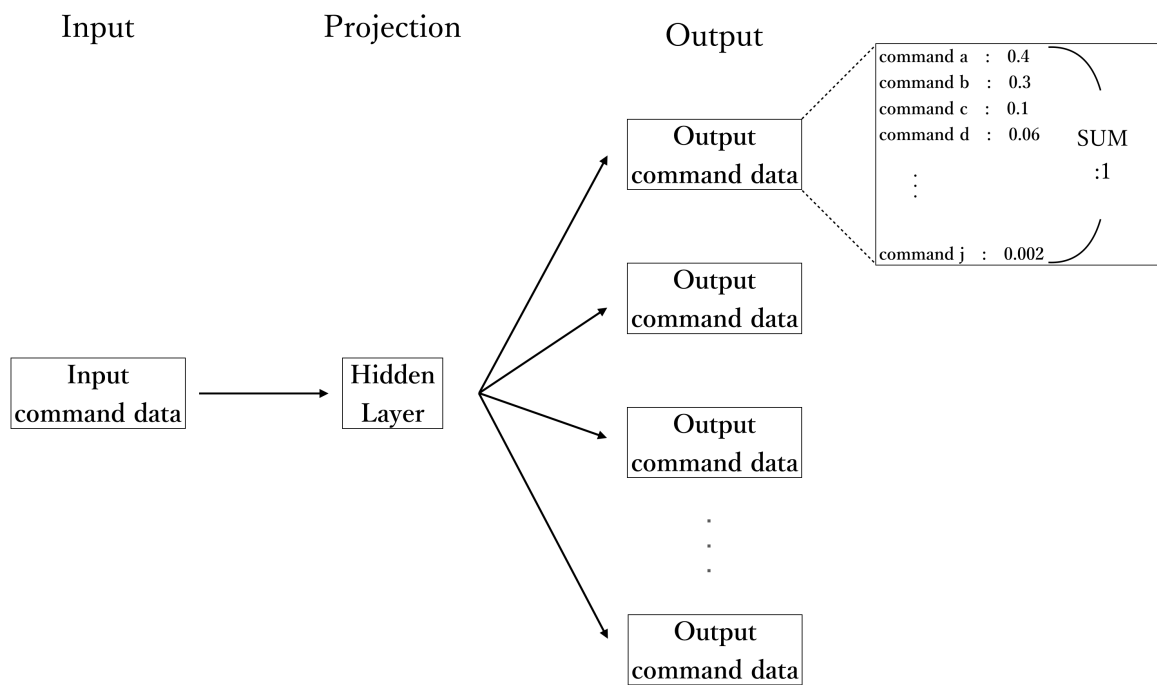 Input
Projection
Output
command a : 0.4
command b : 0.3
command c : 0.1
command d : 0.06
SUM
:1
command j : 0.002
Output
command data
Output
command data
Input
command data
Hidden
Layer
Output
command data
Output
command data